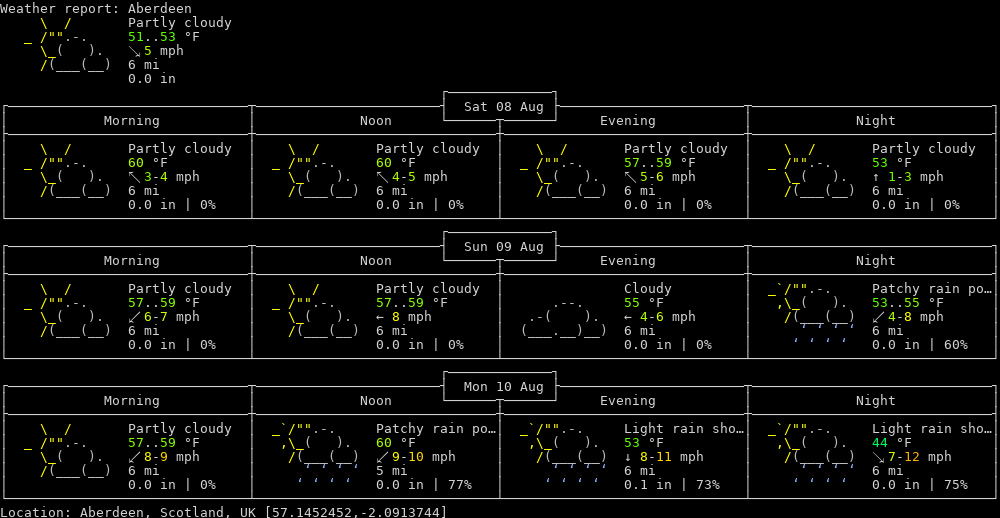 Weather report: Aberdeen
Partly cloudy
51..53 °F
↘5 mph
6 mi
0.0 in
Sat 08 Aug
Morning Noon Evening Night
Partly cloudy Partly cloudy Partly cloudy Partly cloudy
60 °F 60 °F 57..59 °F 53 °F
↖3-4 mph ↖4-5 mph ↖5-6 mph ↑ 1-3 mph
6 mi 6 mi 6 mi 6 mi
0.0 in | 0% 0.0 in | 0% 0.0 in | 0% 0.0 in | 0%
Sun 09 Aug
Morning Noon Evening Night
Partly cloudy Partly cloudy Cloudy Patchy rain po…
57..59 °F 57..59 °F 55 °F 53..55 °F
↙6-7 mph ← 8 mph ← 4-6 mph ↙4-8 mph
6 mi 6 mi 6 mi 6 mi
0.0 in | 0% 0.0 in | 0% 0.0 in | 0% 0.0 in | 60%
Mon 10 Aug
Morning Noon Evening Night
Partly cloudy Patchy rain po… Light rain sho… Light rain sho…
57..59 °F 60 °F 53 °F 44 °F
↙8-9 mph ↙9-10 mph ↓ 8-11 mph ↘7-12 mph
6 mi 5 mi 6 mi 6 mi
0.0 in | 0% 0.0 in | 77% 0.1 in | 73% 0.0 in | 75%
Location: Aberdeen, Scotland, UK [57.1452452,-2.0913744]